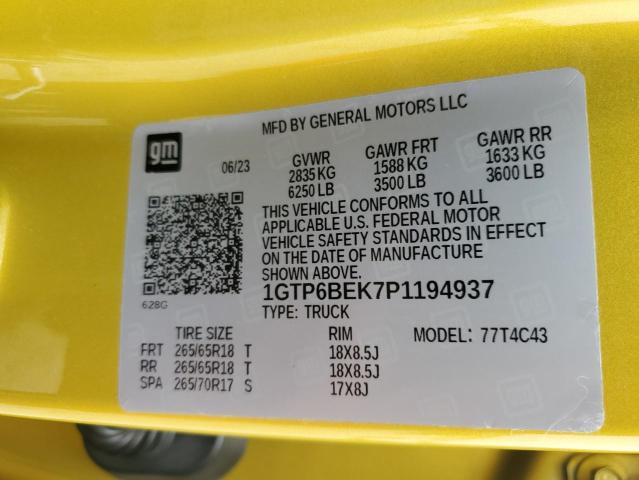 MFD BY GENERAL MOTORS LLC
gm
06/23 GVWR GAWR FRT GAWR RR
2835 KG 1588 KG 1633 KG
6250 LB 3500 LB 3600 LB
THIS VEHICLE CONFORMS TO ALL
APPLICABLE U.S. FEDERAL MOTOR
VEHICLE SAFETY STANDARDS IN EFFECT
ON THE DATE OF MANUFACTURE
SHOWN ABOVE.
628G
1GTP6BEK7P1194937
TYPE: TRUCK
TIRE SIZE RIM MODEL: 77T4C43
FRT 265/65R18 T 18X8.5J
RR 265/65R18 T 18X8.5J
SPA 265/70R17 S 17X8J